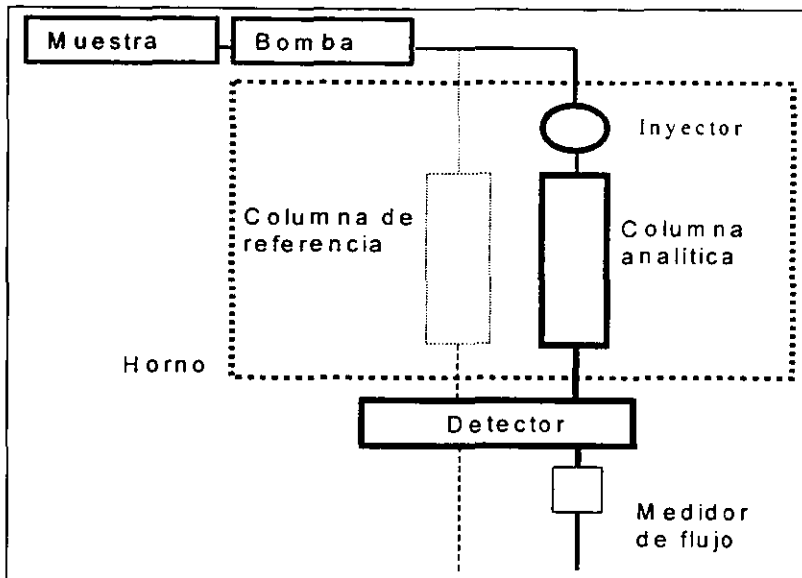 Muestra
Bomba
Inyector
Columna de
referencia
Columna
analítica
Horno
Detector
Medidor
de flujo